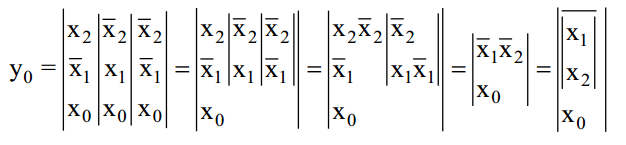 |x₂|x̅₂|x̅₂| |x₂|x̅₂|x̅₂|| |x₂x̅₂|x̅₂|| |x₁|
y₀ = |x̅₁|x₁|x̅₁| = |x̅₁|x₁|x̅₁|| = |x̅₁|x₁x̅₁|| = |x̅₁x̅₂| = |x₂|
|x₀|x₀|x₀| |x₀| |x₀| |x₀| |x₀|